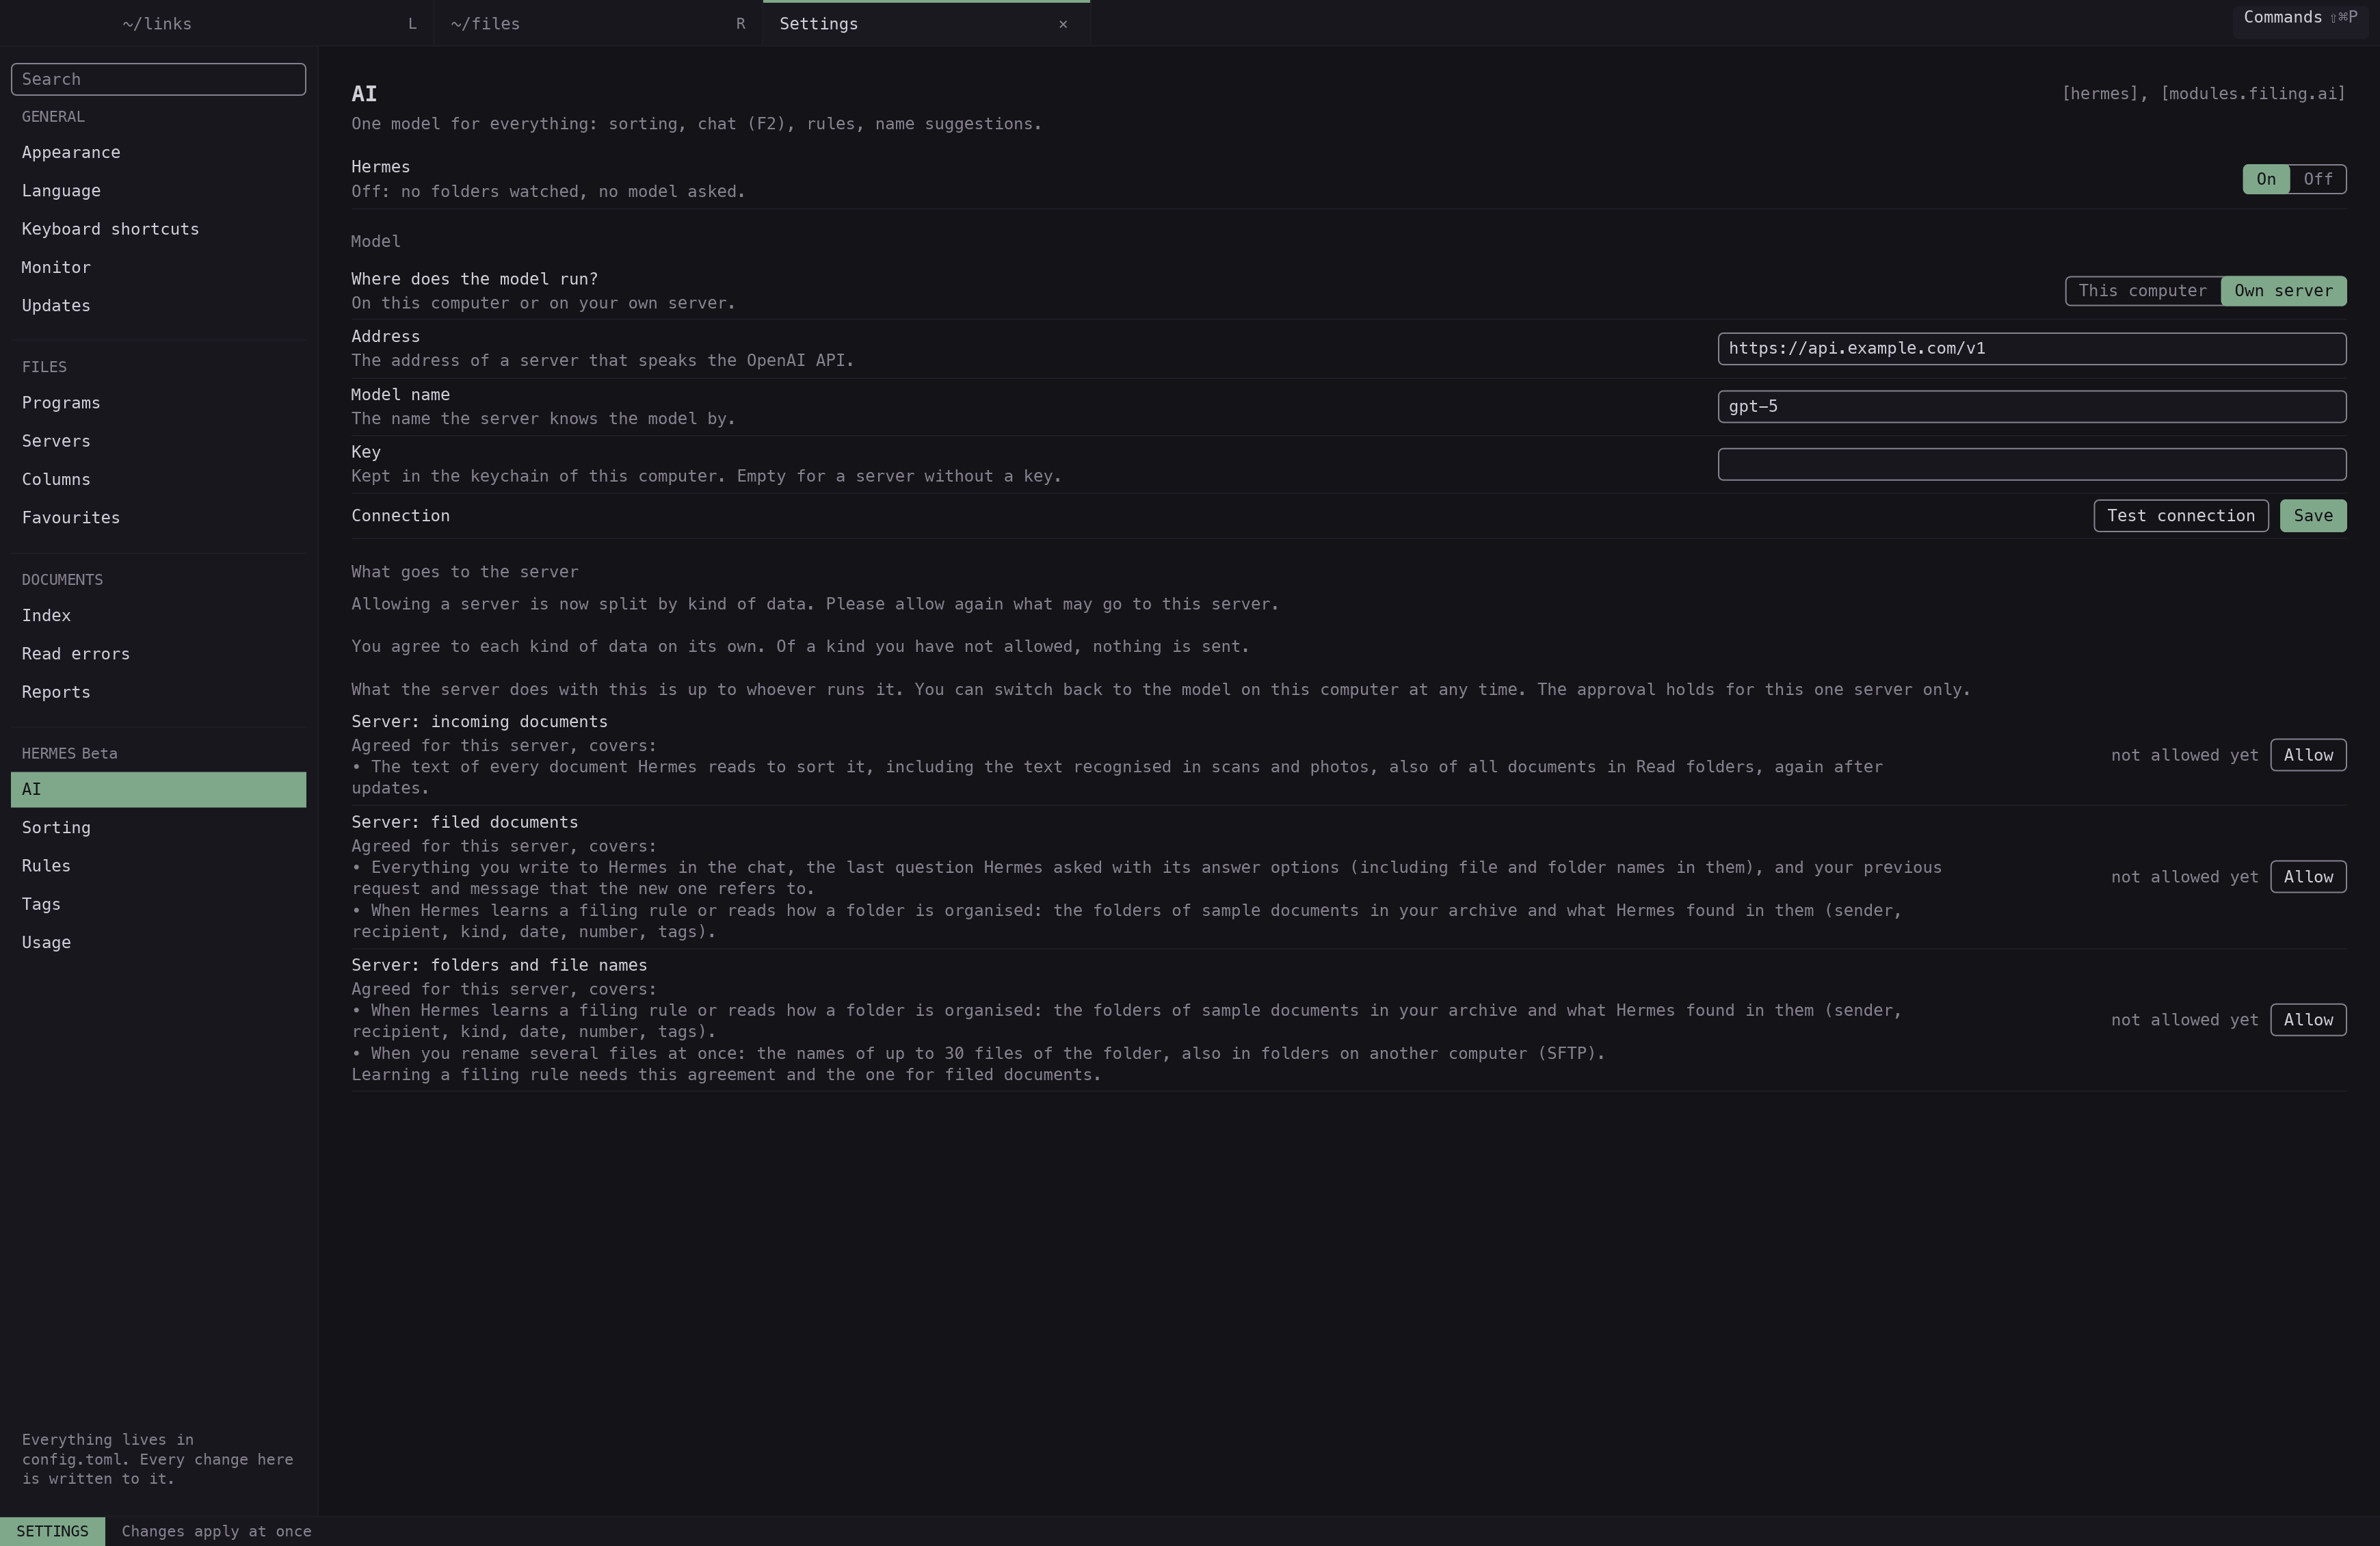 ~/links L ~/files R Settings × Commands ⇧⌘P
Search
GENERAL
Appearance
Language
Keyboard shortcuts
Monitor
Updates
FILES
Programs
Servers
Columns
Favourites
DOCUMENTS
Index
Read errors
Reports
HERMES Beta
AI
Sorting
Rules
Tags
Usage
Everything lives in
config.toml. Every change here
is written to it.
AI [hermes], [modules.filing.ai]
One model for everything: sorting, chat (F2), rules, name suggestions.
Hermes
Off: no folders watched, no model asked.
On Off
Model
Where does the model run?
On this computer or on your own server.
This computer Own server
Address
The address of a server that speaks the OpenAI API.
https://api.example.com/v1
Model name
The name the server knows the model by.
gpt-5
Key
Kept in the keychain of this computer. Empty for a server without a key.
Connection Test connection Save
What goes to the server
Allowing a server is now split by kind of data. Please allow again what may go to this server.
You agree to each kind of data on its own. Of a kind you have not allowed, nothing is sent.
What the server does with this is up to whoever runs it. You can switch back to the model on this computer at any time. The approval holds for this one server only.
Server: incoming documents
Agreed for this server, covers:
• The text of every document Hermes reads to sort it, including the text recognised in scans and photos, also of all documents in Read folders, again after
updates.
not allowed yet Allow
Server: filed documents
Agreed for this server, covers:
• Everything you write to Hermes in the chat, the last question Hermes asked with its answer options (including file and folder names in them), and your previous
request and message that the new one refers to.
• When Hermes learns a filing rule or reads how a folder is organised: the folders of sample documents in your archive and what Hermes found in them (sender,
recipient, kind, date, number, tags).
not allowed yet Allow
Server: folders and file names
Agreed for this server, covers:
• When Hermes learns a filing rule or reads how a folder is organised: the folders of sample documents in your archive and what Hermes found in them (sender,
recipient, kind, date, number, tags).
• When you rename several files at once: the names of up to 30 files of the folder, also in folders on another computer (SFTP).
Learning a filing rule needs this agreement and the one for filed documents.
not allowed yet Allow
SETTINGS Changes apply at once